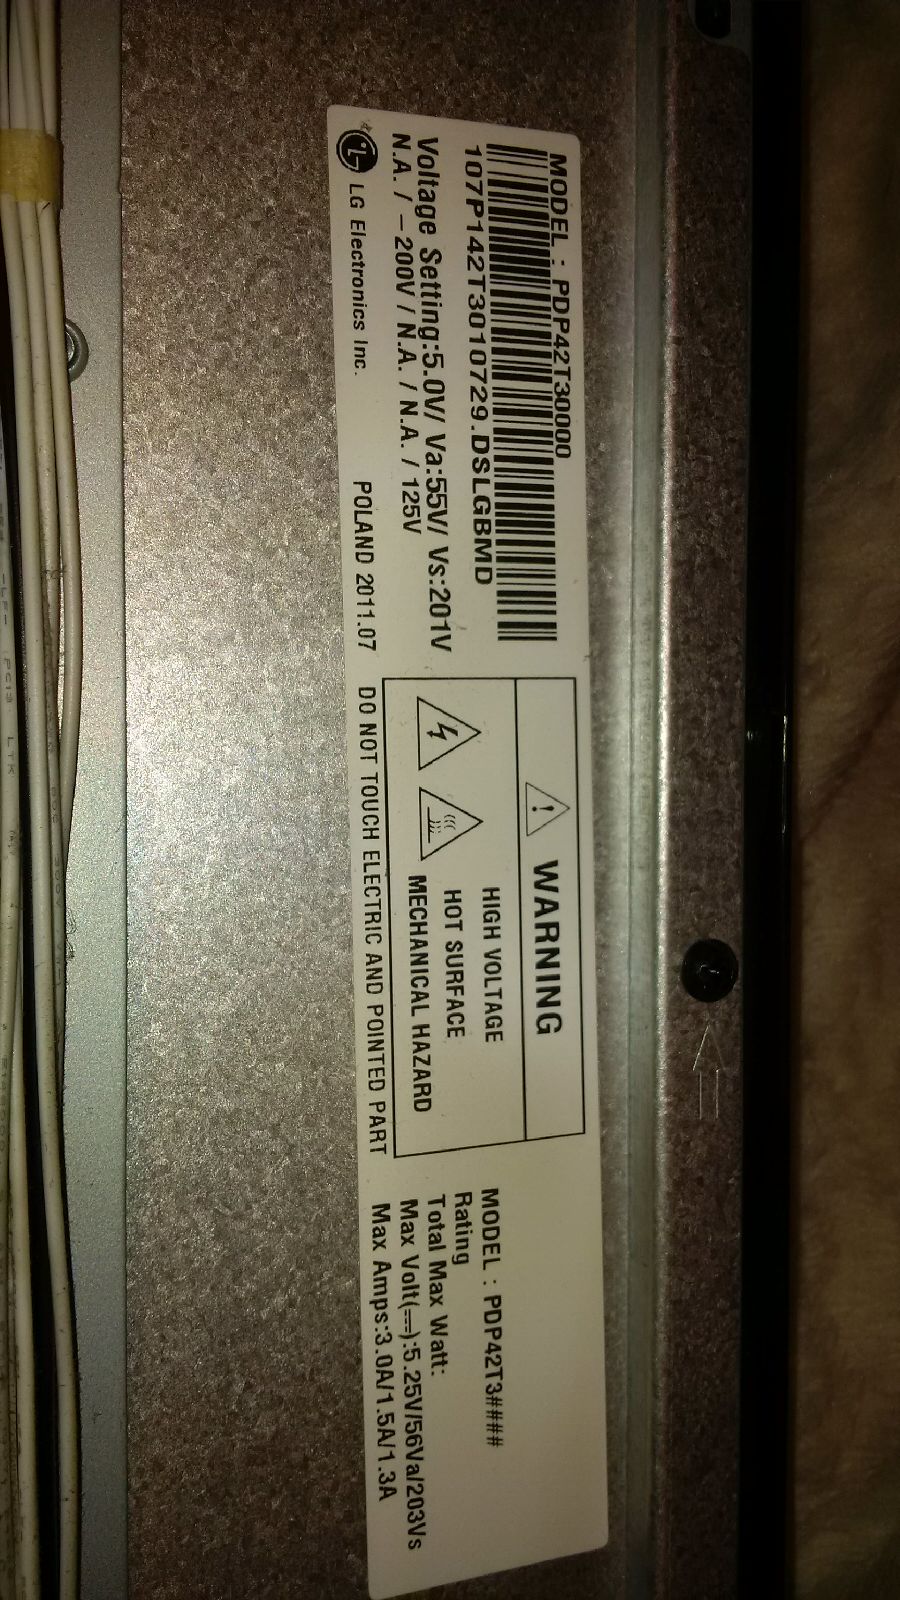 MODEL : PDP42T30000
107P142T3010729.DSLGBMD
Voltage Setting:5.0V/ Va:55V/ Vs:201V
N.A. / -200V / N.A. / N.A. / 125V
LG Electronics Inc.
POLAND 2011.07
WARNING
HIGH VOLTAGE
HOT SURFACE
MECHANICAL HAZARD
DO NOT TOUCH ELECTRIC AND POINTED PART
MODEL : PDP42T3####
Rating
Total Max Watt:
Max Volt(⎓):5.25V/56Va/203Vs
Max Amps:3.0A/1.5A/1.3A